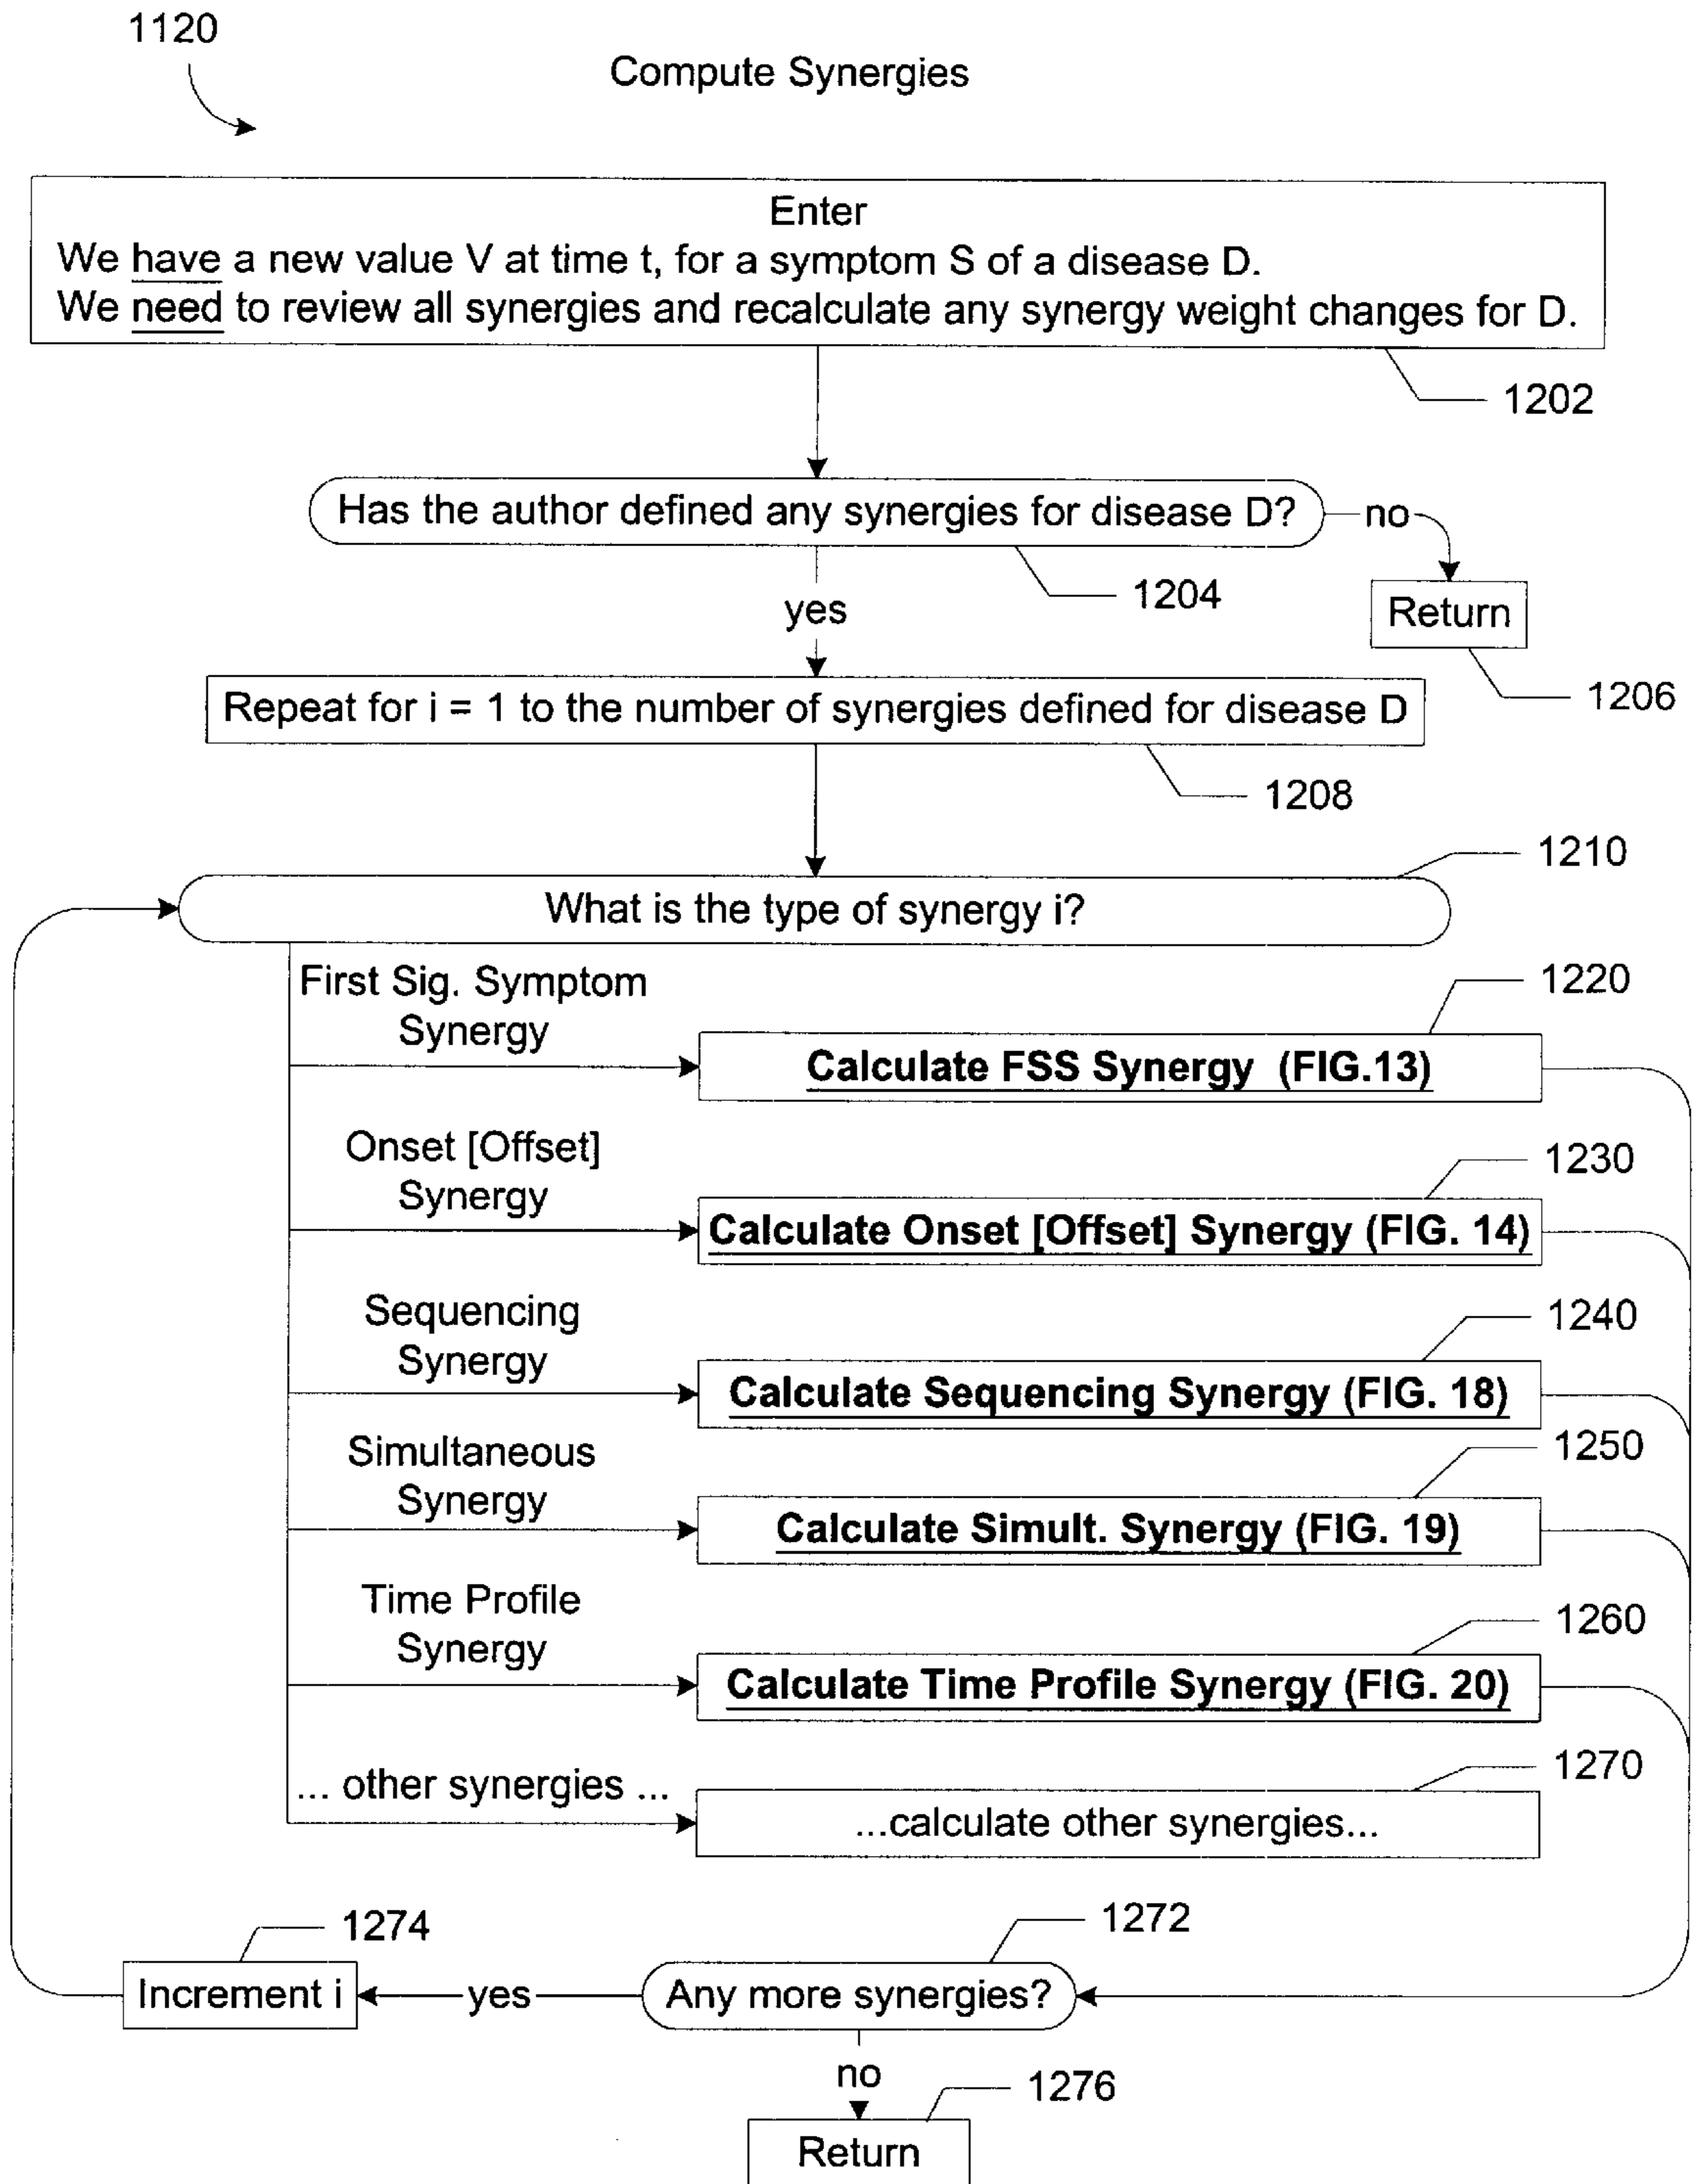 1120
Compute Synergies
Enter
We have a new value V at time t, for a symptom S of a disease D.
We need to review all synergies and recalculate any synergy weight changes for D.
1202
Has the author defined any synergies for disease D?
no
1204
yes
Return
1206
Repeat for i = 1 to the number of synergies defined for disease D
1208
1210
What is the type of synergy i?
First Sig. Symptom
Synergy
1220
Calculate FSS Synergy (FIG.13)
Onset [Offset]
Synergy
1230
Calculate Onset [Offset] Synergy (FIG. 14)
Sequencing
Synergy
1240
Calculate Sequencing Synergy (FIG. 18)
Simultaneous
Synergy
1250
Calculate Simult. Synergy (FIG. 19)
Time Profile
Synergy
1260
Calculate Time Profile Synergy (FIG. 20)
... other synergies ...
1270
...calculate other synergies...
1274
1272
Increment i
yes
Any more synergies?
no
1276
Return